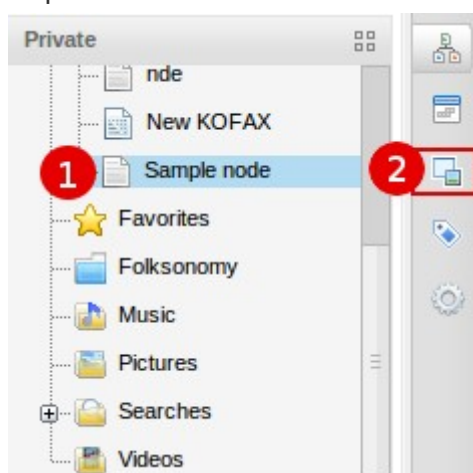 Private
nde
New KOFAX
1 Sample node 2
Favorites
Folksonomy
Music
Pictures
Searches
Videos